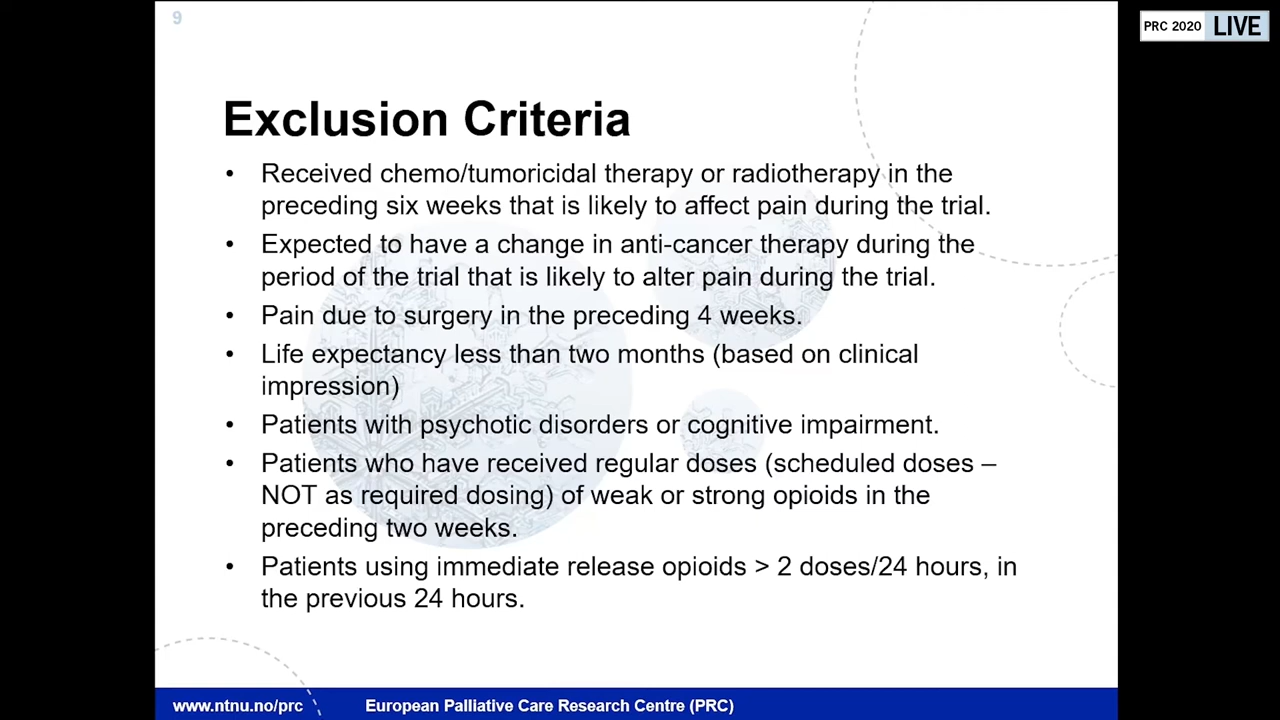 9
PRC 2020 LIVE
Exclusion Criteria
• Received chemo/tumoricidal therapy or radiotherapy in the
preceding six weeks that is likely to affect pain during the trial.
• Expected to have a change in anti-cancer therapy during the
period of the trial that is likely to alter pain during the trial.
• Pain due to surgery in the preceding 4 weeks.
• Life expectancy less than two months (based on clinical
impression)
• Patients with psychotic disorders or cognitive impairment.
• Patients who have received regular doses (scheduled doses –
NOT as required dosing) of weak or strong opioids in the
preceding two weeks.
• Patients using immediate release opioids > 2 doses/24 hours, in
the previous 24 hours.
www.ntnu.no/prc European Palliative Care Research Centre (PRC)